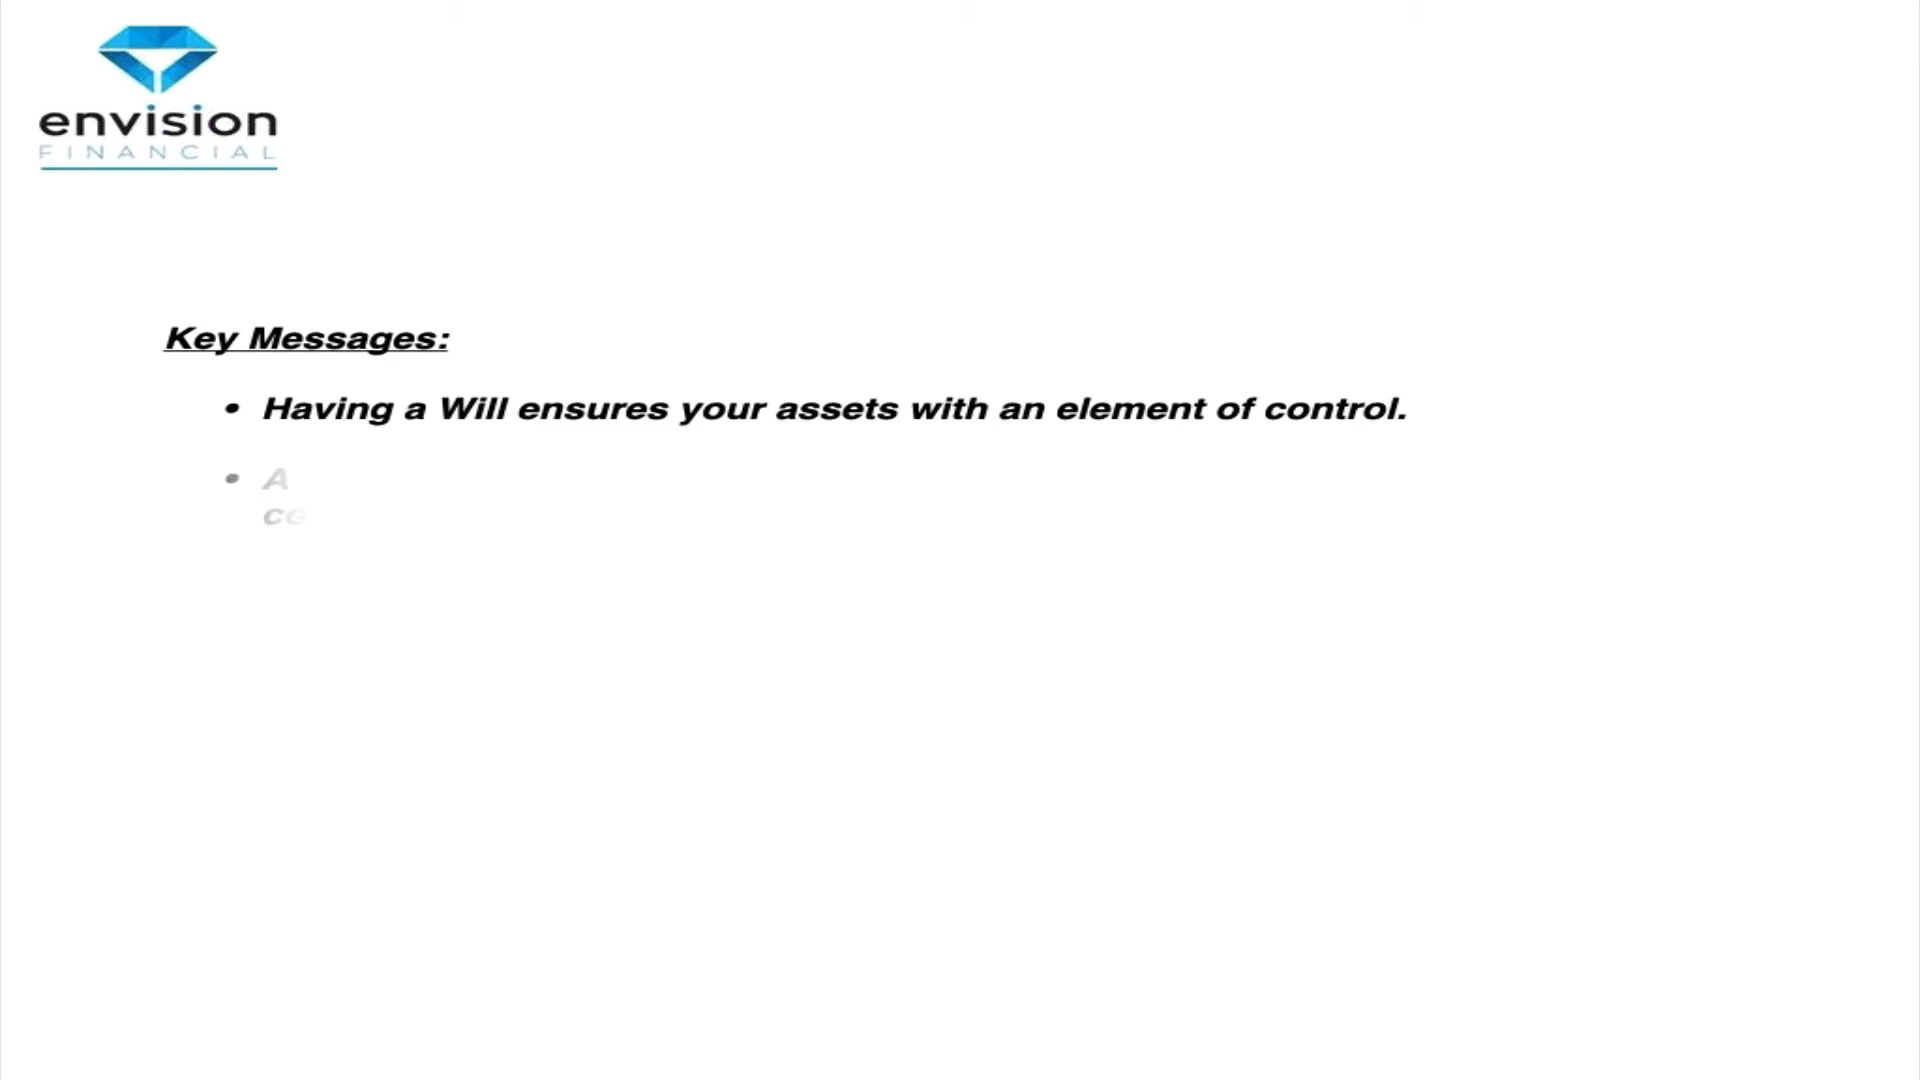 envision
FINANCIAL
Key Messages:
• Having a Will ensures your assets with an element of control.
• A